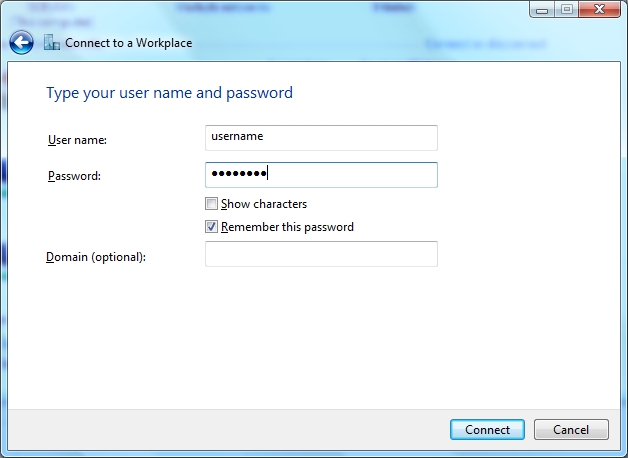 Connect to a Workplace
Type your user name and password
User name: username
Password: ●●●●●●●●
Show characters
Remember this password
Domain (optional):
Connect Cancel